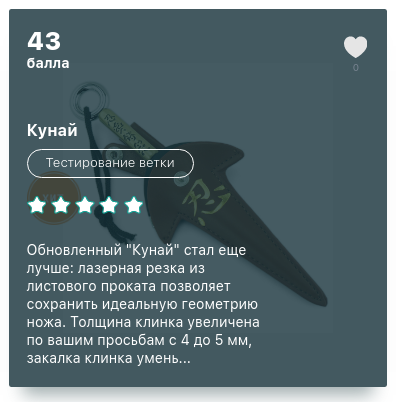 43
балла
0
Кунай
Тестирование ветки
Обновленный "Кунай" стал еще
лучше: лазерная резка из
листового проката позволяет
сохранить идеальную геометрию
ножа. Толщина клинка увеличена
по вашим просьбам с 4 до 5 мм,
закалка клинка умень...
忍